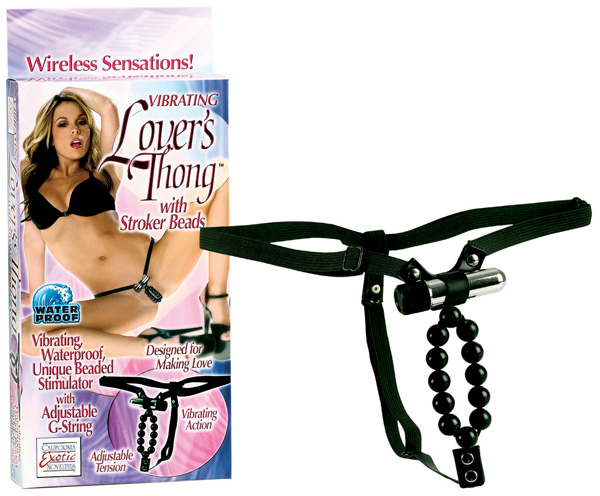 Wireless Sensations!
VIBRATING
Lover's
Thong™
with
Stroker Beads
WATER
PROOF
Vibrating,
Waterproof,
Unique Beaded
Stimulator
with
Adjustable
G-String
Designed for
Making Love
Vibrating
Action
Adjustable
Tension
CALIFORNIA
Exotic
NOVELTIES